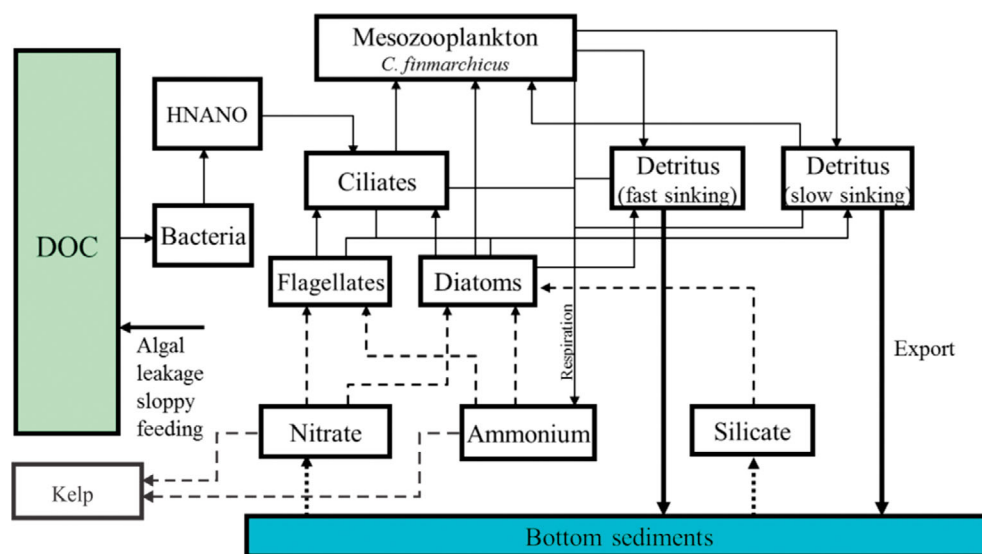 Mesozooplankton
C. finmarchicus
HNANO
Ciliates
Detritus
(fast sinking)
Detritus
(slow sinking)
DOC
Bacteria
Flagellates
Diatoms
Respiration
Algal
leakage
sloppy
feeding
Export
Nitrate
Ammonium
Silicate
Kelp
Bottom sediments